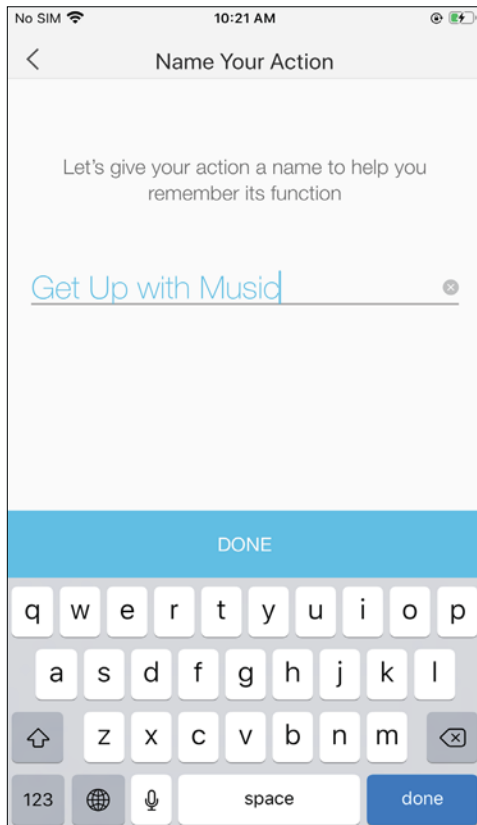 No SIM 10:21 AM
Name Your Action
Let's give your action a name to help you
remember its function
Get Up with Music
DONE
q w e r t y u i o p
a s d f g h j k l
z x c v b n m
123 space done